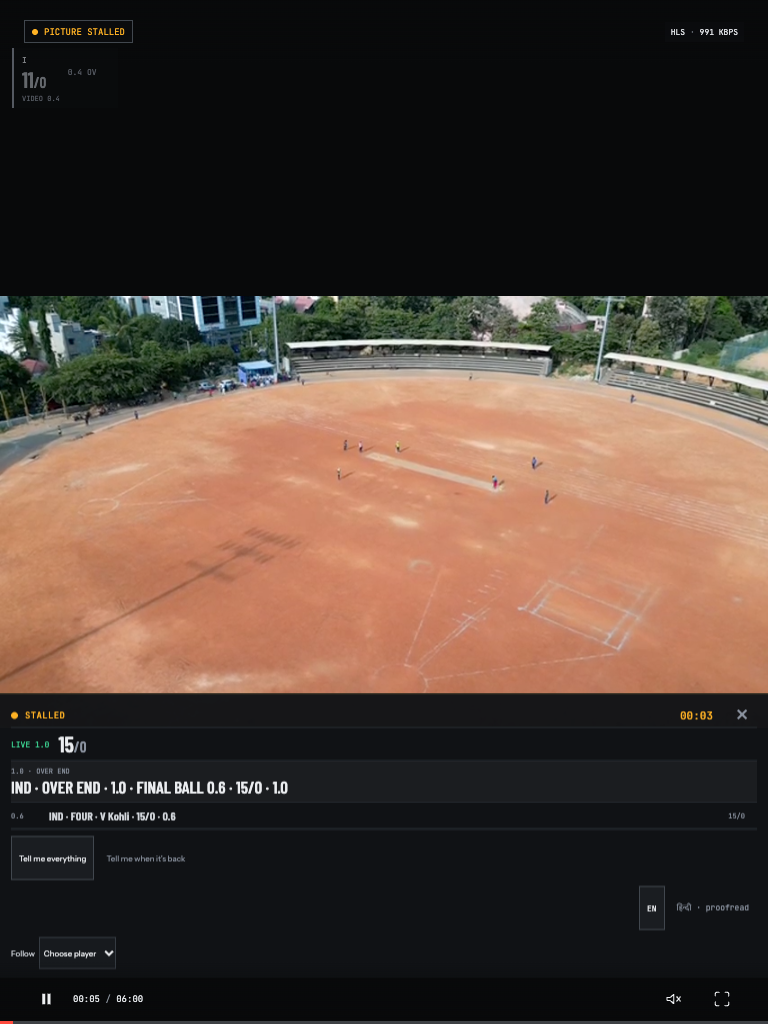 PICTURE STALLED
HLS · 991 KBPS
I
11/0 0.4 OV
VIDEO 0.4
STALLED 00:03 ✕
LIVE 1.0 15/0
1.0 · OVER END
IND · OVER END · 1.0 · FINAL BALL 0.6 · 15/0 · 1.0
0.6 IND · FOUR · V Kohli · 15/0 · 0.6 15/0
Tell me everything Tell me when it's back
EN हिन्दी · proofread
Follow Choose player
00:05 / 06:00